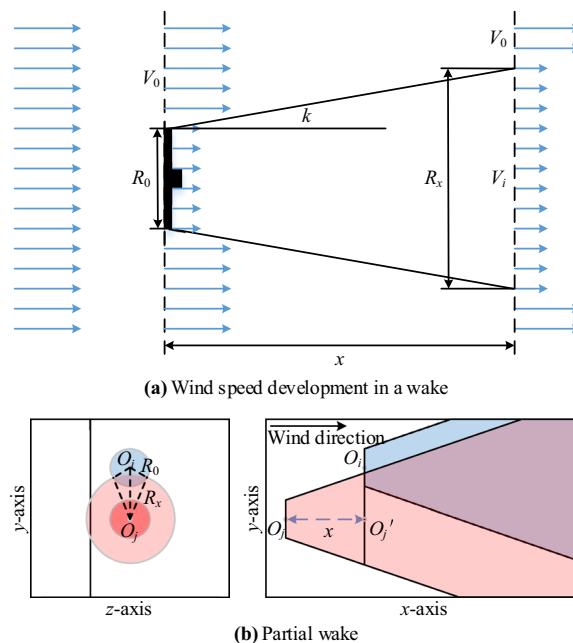 V0
V0
k
R0
Rx
Vi
x
(a) Wind speed development in a wake
y-axis
Oi
R0
Rx
Oj
z-axis
y-axis
Wind direction
Oi
Oj
x
Oj'
x-axis
(b) Partial wake